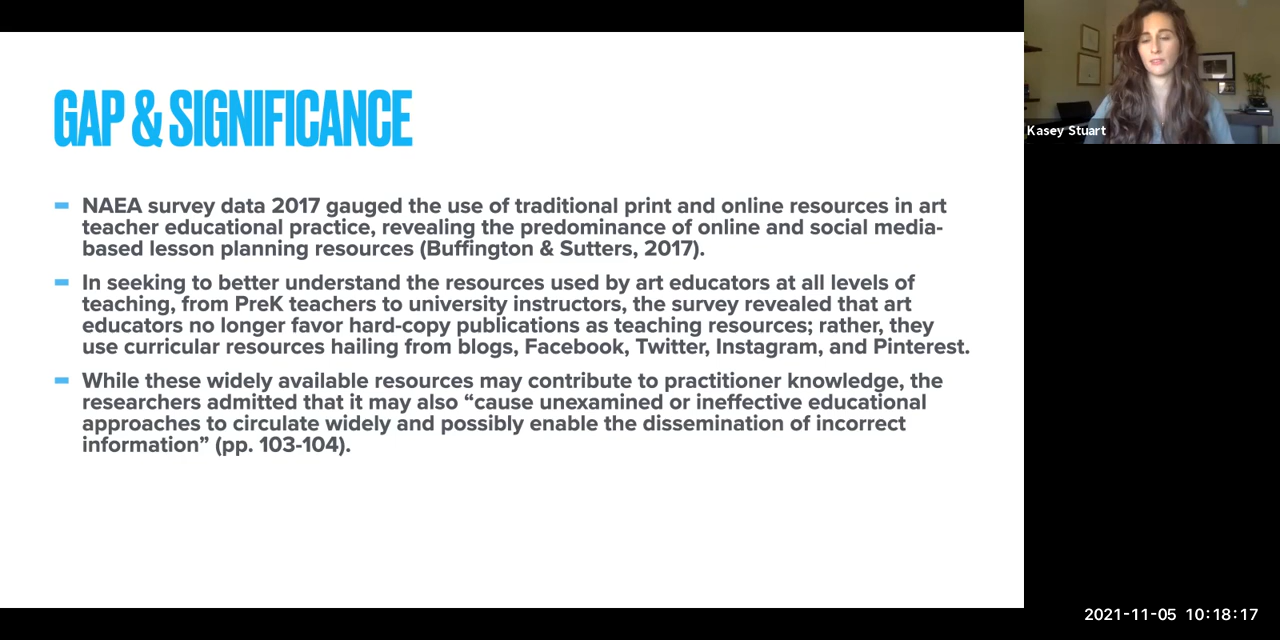 GAP & SIGNIFICANCE
NAEA survey data 2017 gauged the use of traditional print and online resources in art
teacher educational practice, revealing the predominance of online and social media-
based lesson planning resources (Buffington & Sutters, 2017).
In seeking to better understand the resources used by art educators at all levels of
teaching, from PreK teachers to university instructors, the survey revealed that art
educators no longer favor hard-copy publications as teaching resources; rather, they
use curricular resources hailing from blogs, Facebook, Twitter, Instagram, and Pinterest.
While these widely available resources may contribute to practitioner knowledge, the
researchers admitted that it may also “cause unexamined or ineffective educational
approaches to circulate widely and possibly enable the dissemination of incorrect
information” (pp. 103-104).
Kasey Stuart
2021-11-05 10:18:17